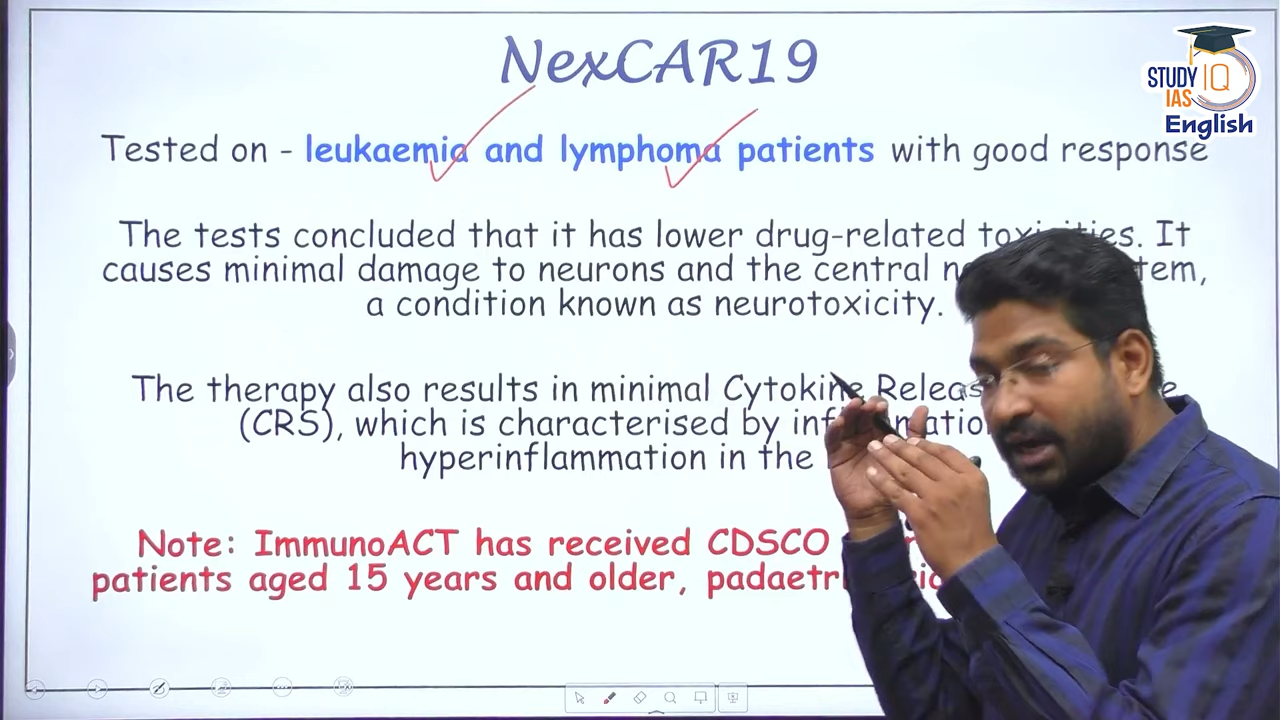 NexCAR19
STUDY IQ
IAS
English
Tested on - leukaemia and lymphoma patients with good response
The tests concluded that it has lower drug-related toxicities. It
causes minimal damage to neurons and the central
a condition known as neurotoxicity.
The therapy also results in minimal Cytokine Release
(CRS), which is characterised by
hyperinflammation in the
Note: ImmunoACT has received CDSCO
patients aged 15 years and older,